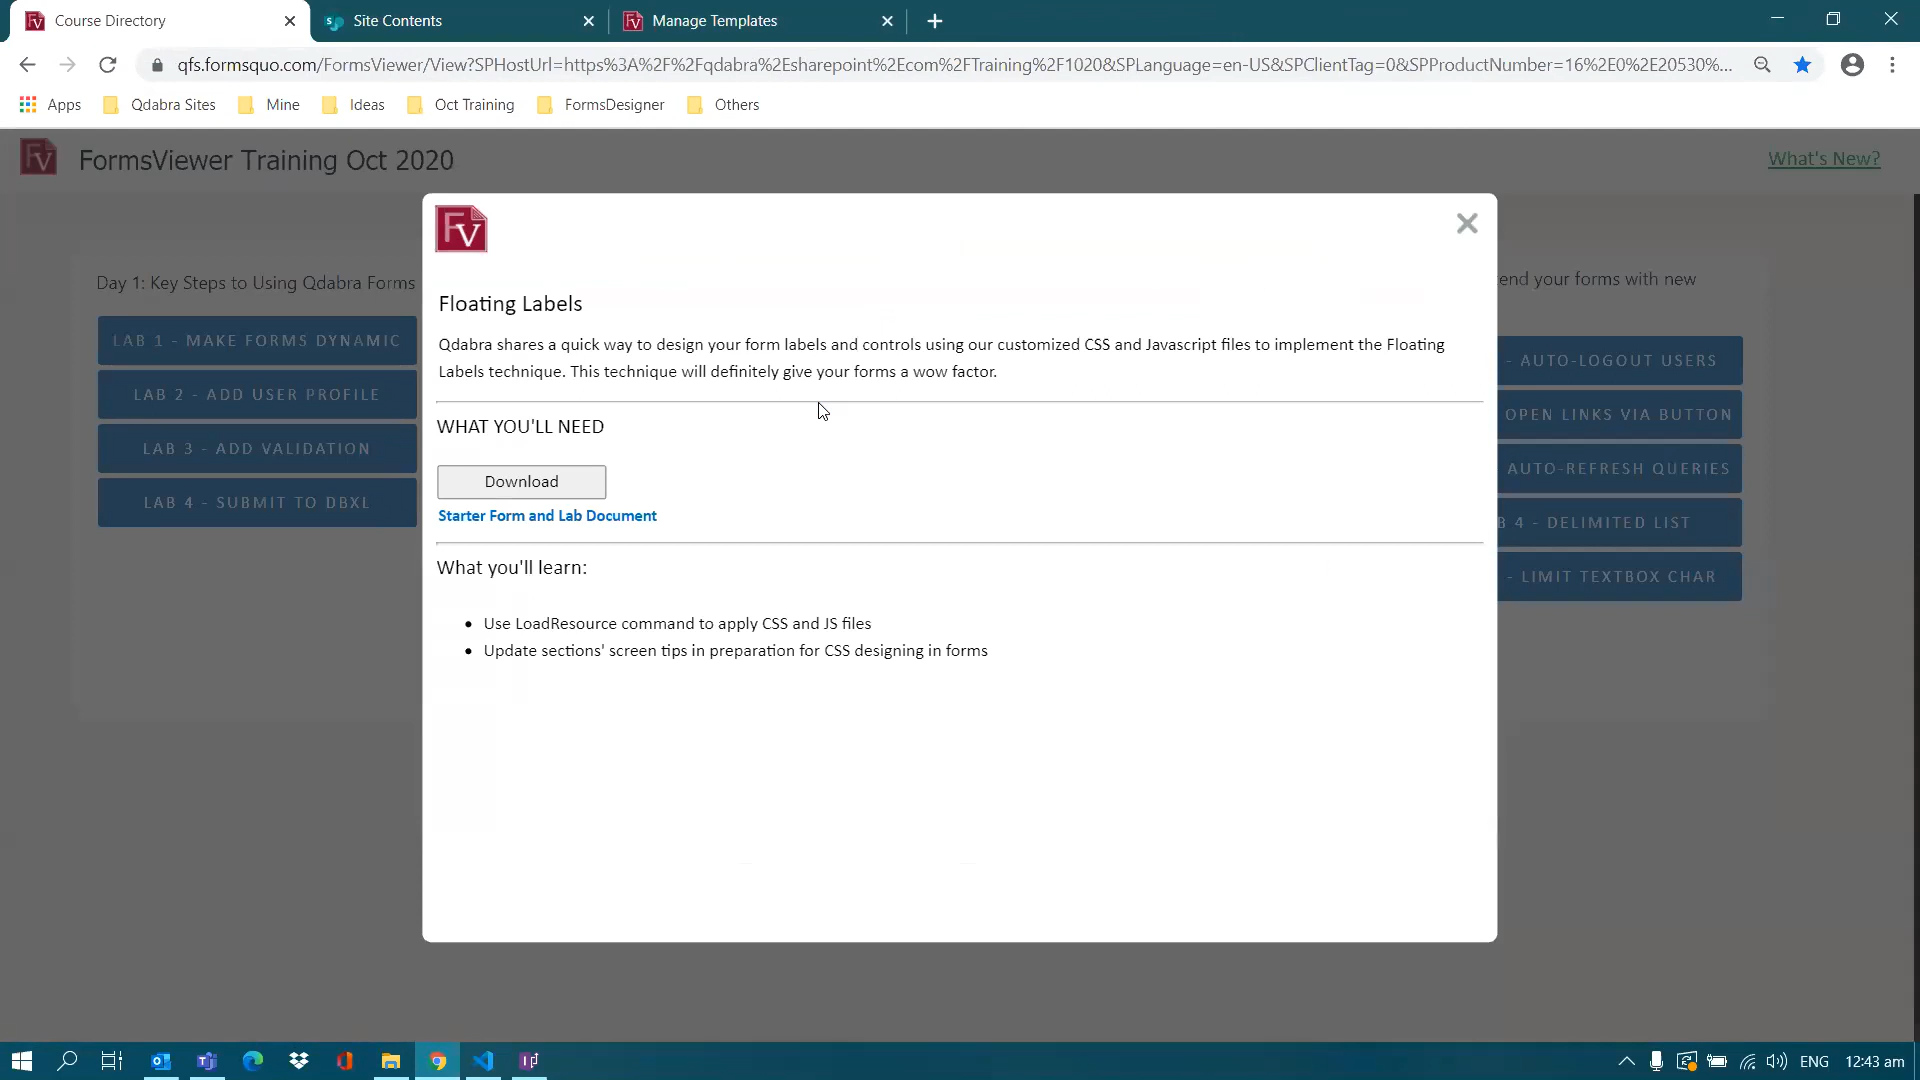 Course Directory
Site Contents
Manage Templates
qfs.formsquo.com/FormsViewer/View?SPHostUrl=https%3A%2F%2Fqdabra%2Esharepoint%2Ecom%2FTraining%2F1020&SPLanguage=en-US&SPClientTag=0&SPProductNumber=16%2E0%2E20530%...
Apps Qdabra Sites Mine Ideas Oct Training FormsDesigner Others
FV FormsViewer Training Oct 2020 What's New?
FV
Floating Labels
Day 1: Key Steps to Using Qdabra Forms
end your forms with new
LAB 1 - MAKE FORMS DYNAMIC
LAB 2 - ADD USER PROFILE
LAB 3 - ADD VALIDATION
LAB 4 - SUBMIT TO DBXL
Qdabra shares a quick way to design your form labels and controls using our customized CSS and Javascript files to implement the Floating
Labels technique. This technique will definitely give your forms a wow factor.
WHAT YOU'LL NEED
Download
Starter Form and Lab Document
What you'll learn:
• Use LoadResource command to apply CSS and JS files
• Update sections' screen tips in preparation for CSS designing in forms
- AUTO-LOGOUT USERS
OPEN LINKS VIA BUTTON
AUTO-REFRESH QUERIES
B 4 - DELIMITED LIST
- LIMIT TEXTBOX CHAR
ENG 12:43 am